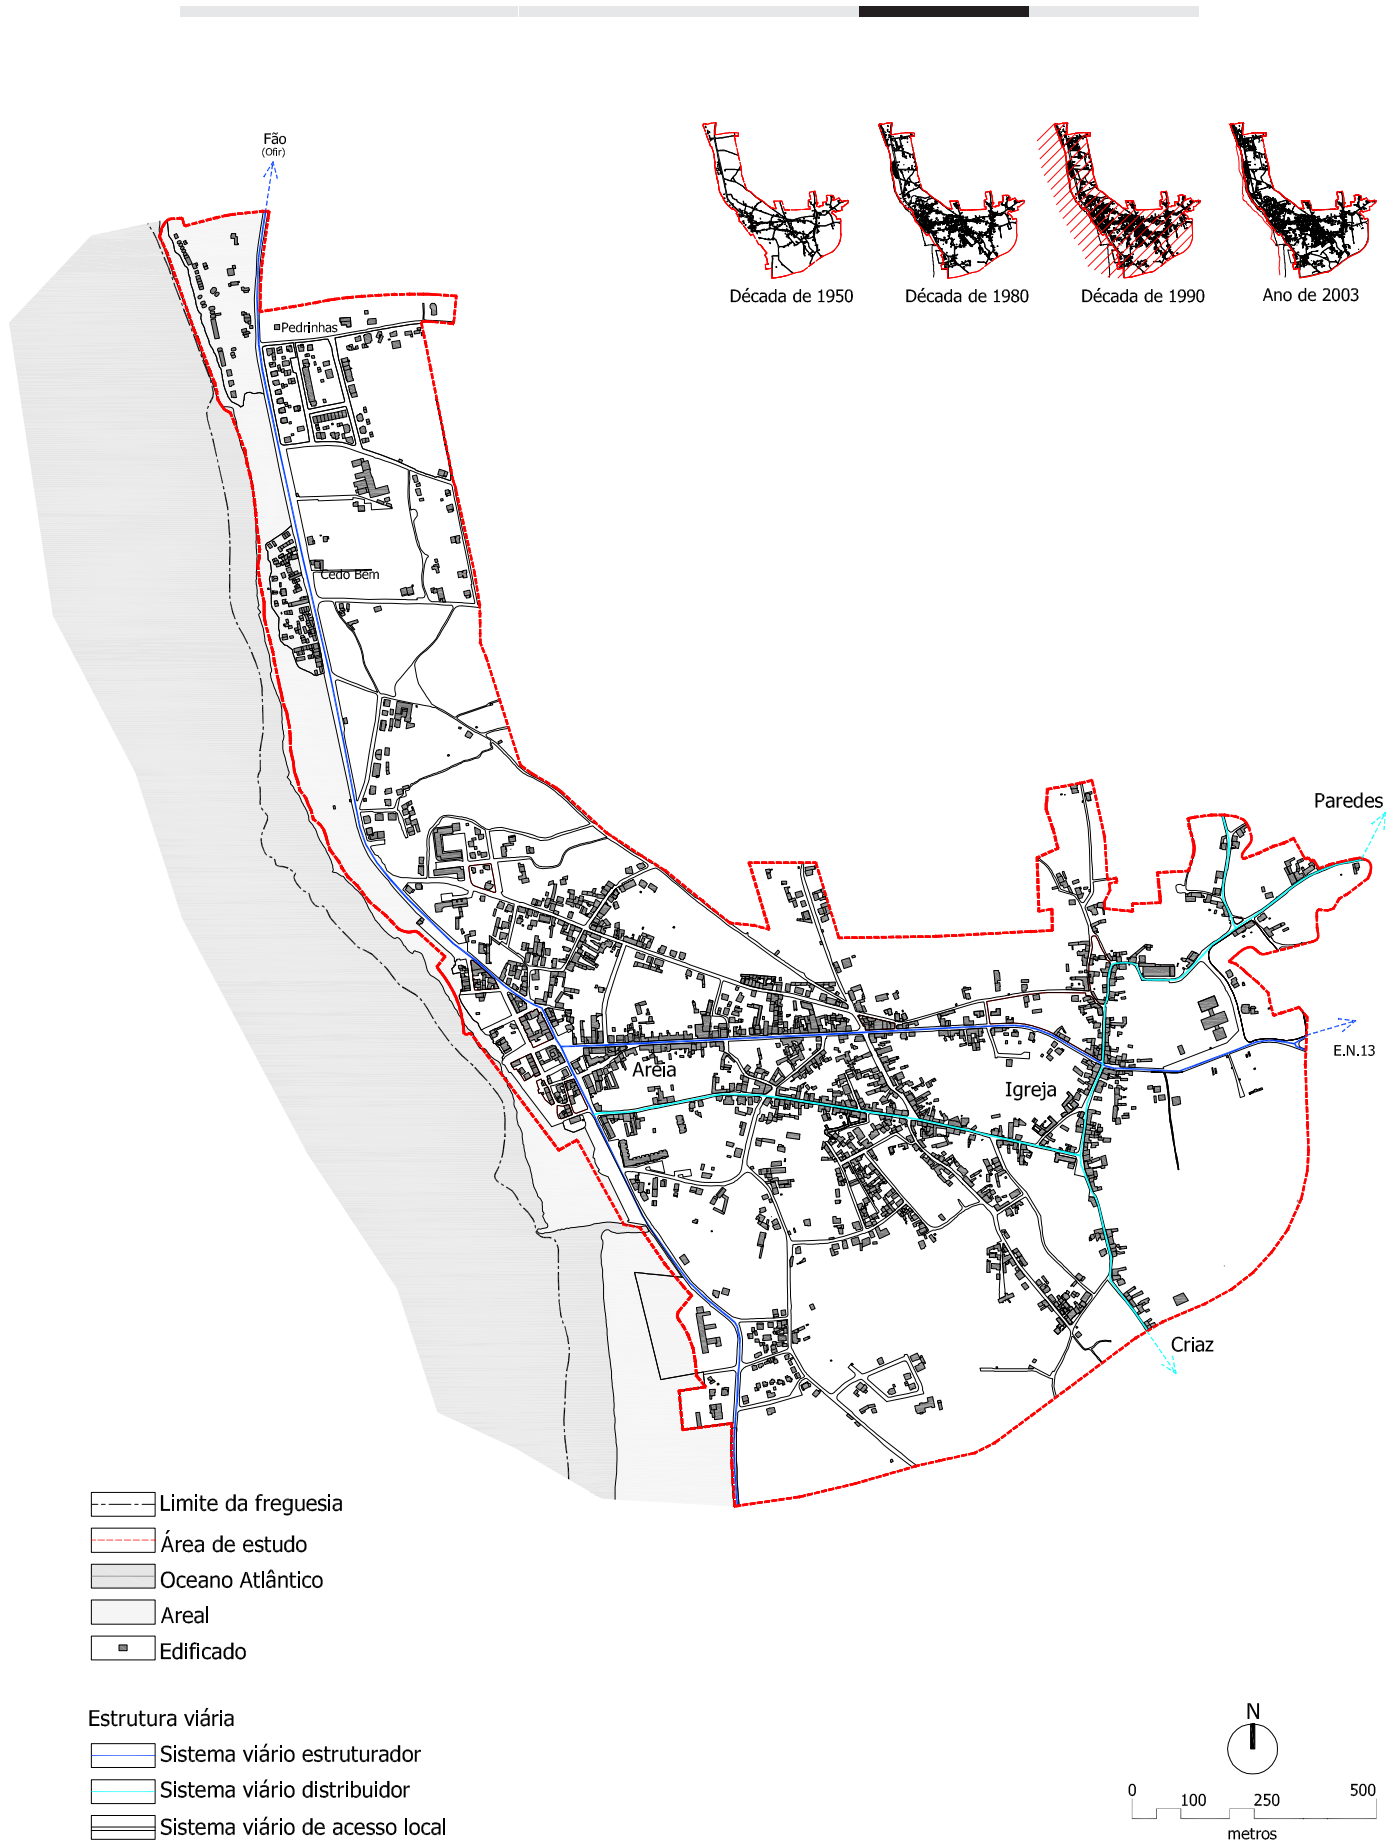 Fão
(Ofir)
Década de 1950
Década de 1980
Década de 1990
Ano de 2003
Pedrinhas
Cedo Bem
Paredes
E.N.13
Areia
Igreja
Criaz
Limite da freguesia
Área de estudo
Oceano Atlântico
Areal
Edificado
Estrutura viária
Sistema viário estruturador
Sistema viário distribuidor
Sistema viário de acesso local
N
0 100 250 500
metros